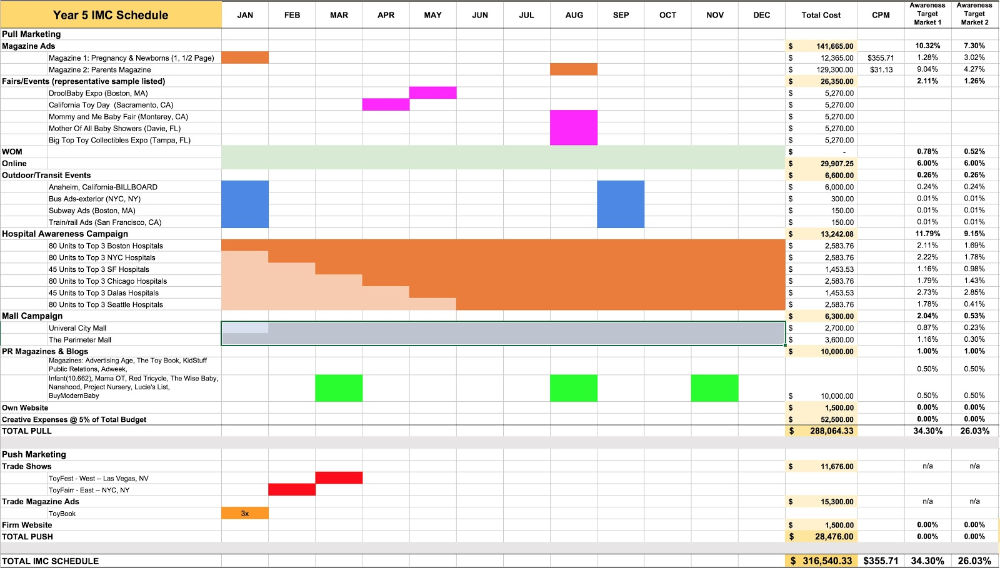 Year 5 IMC Schedule JAN FEB MAR APR MAY JUN JUL AUG SEP OCT NOV DEC Total Cost CPM Awareness Target Market 1 Awareness Target Market 2
Pull Marketing
Magazine Ads $ 141,665.00 10.32% 7.30%
Magazine 1: Pregnancy & Newborns (1, 1/2 Page) $ 12,365.00 $355.71 1.28% 3.02%
Magazine 2: Parents Magazine $ 129,300.00 $31.13 9.04% 4.27%
Fairs/Events (representative sample listed) $ 26,350.00 2.11% 1.26%
DroolBaby Expo (Boston, MA) $ 5,270.00
California Toy Day (Sacramento, CA) $ 5,270.00
Mommy and Me Baby Fair (Monterey, CA) $ 5,270.00
Mother Of All Baby Showers (Davie, FL) $ 5,270.00
Big Top Toy Collectibles Expo (Tampa, FL) $ 5,270.00
WOM $ - 0.78% 0.52%
Online $ 29,907.25 6.00% 6.00%
Outdoor/Transit Events $ 6,600.00 0.26% 0.26%
Anaheim, California-BILLBOARD $ 6,000.00 0.24% 0.24%
Bus Ads-exterior (NYC, NY) $ 300.00 0.01% 0.01%
Subway Ads (Boston, MA) $ 150.00 0.01% 0.01%
Train/rail Ads (San Francisco, CA) $ 150.00 0.01% 0.01%
Hospital Awareness Campaign $ 13,242.08 11.79% 9.15%
80 Units to Top 3 Boston Hospitals $ 2,583.76 2.11% 1.69%
80 Units to Top 3 NYC Hospitals $ 2,583.76 2.22% 1.78%
45 Units to Top 3 SF Hospitals $ 1,453.53 1.16% 0.98%
80 Units to Top 3 Chicago Hospitals $ 2,583.76 1.79% 1.43%
45 Units to Top 3 Dalas Hospitals $ 1,453.53 2.73% 2.85%
80 Units to Top 3 Seattle Hospitals $ 2,583.76 1.78% 0.41%
Mall Campaign $ 6,300.00 2.04% 0.53%
Univeral City Mall $ 2,700.00 0.87% 0.23%
The Perimeter Mall $ 3,600.00 1.16% 0.30%
PR Magazines & Blogs $ 10,000.00 1.00% 1.00%
Magazines: Advertising Age, The Toy Book, KidStuff
Public Relations, Adweek, 0.50% 0.50%
Infant(10.662), Mama OT, Red Tricycle, The Wise Baby,
Nanahood, Project Nursery, Lucie's List,
BuyModernBaby $ 10,000.00 0.50% 0.50%
Own Website $ 1,500.00 0.00% 0.00%
Creative Expenses @ 5% of Total Budget $ 52,500.00 0.00% 0.00%
TOTAL PULL $ 288,064.33 34.30% 26.03%
Push Marketing
Trade Shows $ 11,676.00 n/a n/a
ToyFest - West -- Las Vegas, NV
ToyFairr - East -- NYC, NY
Trade Magazine Ads $ 15,300.00 n/a n/a
ToyBook 3x
Firm Website $ 1,500.00 0.00% 0.00%
TOTAL PUSH $ 28,476.00 0.00% 0.00%
TOTAL IMC SCHEDULE $ 316,540.33 $355.71 34.30% 26.03%